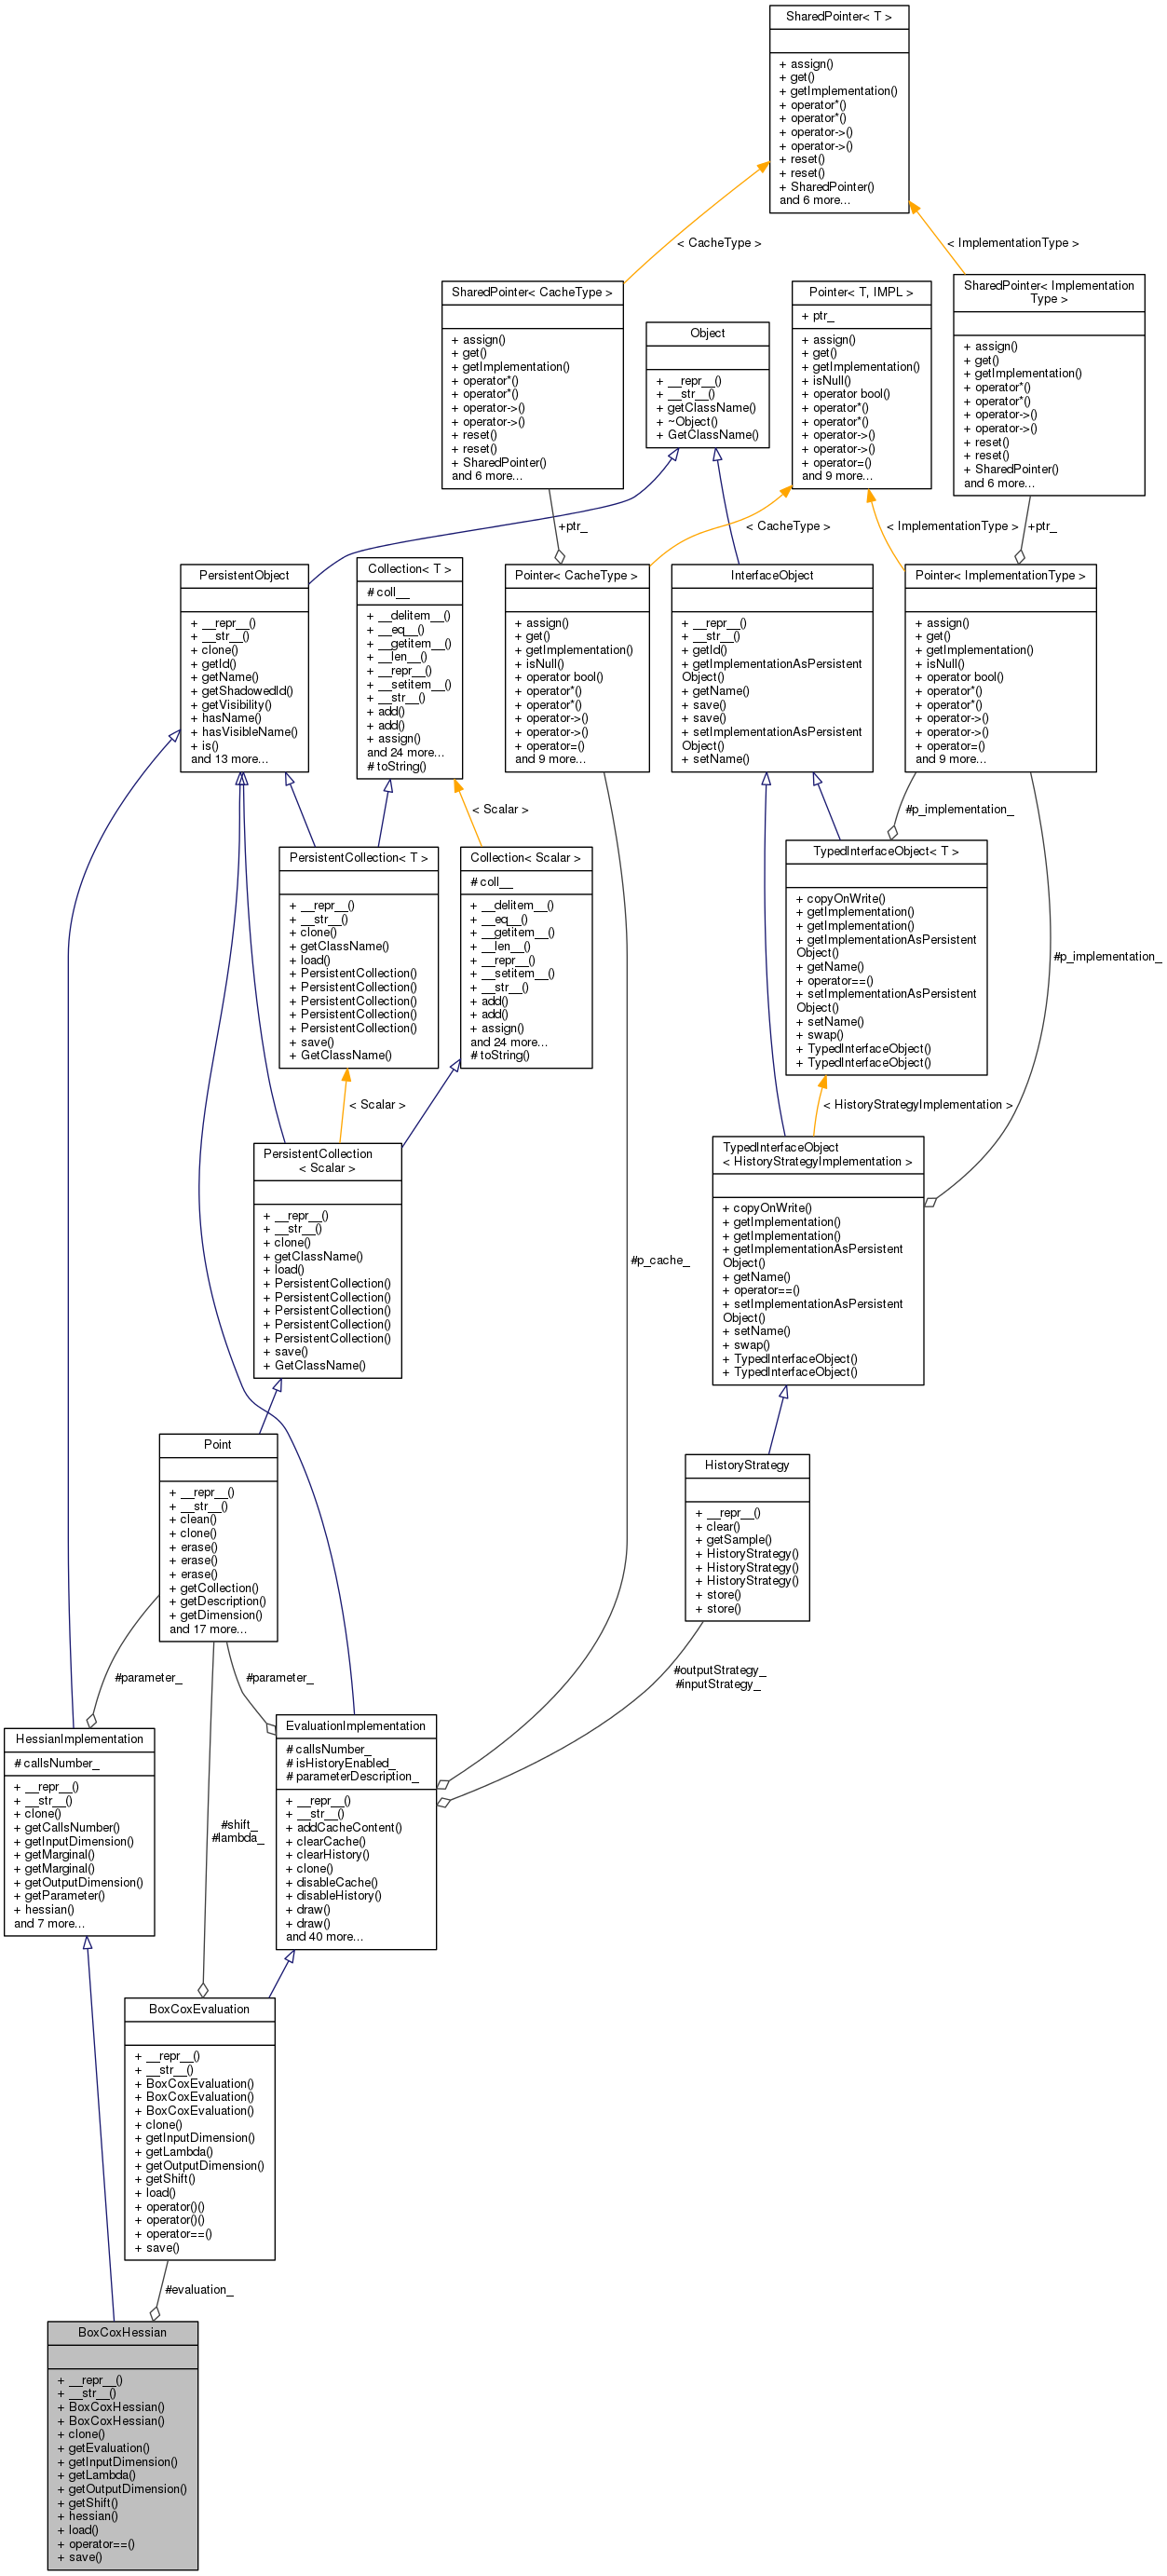 SharedPointer< T >
+ assign()
+ get()
+ getImplementation()
+ operator*()
+ operator*()
+ operator->()
+ operator->()
+ reset()
+ reset()
+ SharedPointer()
and 6 more...
< CacheType >
< ImplementationType >
SharedPointer< CacheType >
+ assign()
+ get()
+ getImplementation()
+ operator*()
+ operator*()
+ operator->()
+ operator->()
+ reset()
+ reset()
+ SharedPointer()
and 6 more...
Object
+ __repr__()
+ __str__()
+ getClassName()
+ ~Object()
+ GetClassName()
Pointer< T, IMPL >
+ ptr_
+ assign()
+ get()
+ getImplementation()
+ isNull()
+ operator bool()
+ operator*()
+ operator*()
+ operator->()
+ operator->()
+ operator=()
and 9 more...
SharedPointer< Implementation
Type >
+ assign()
+ get()
+ getImplementation()
+ operator*()
+ operator*()
+ operator->()
+ operator->()
+ reset()
+ reset()
+ SharedPointer()
and 6 more...
+ptr_
< CacheType >
< ImplementationType >
+ptr_
PersistentObject
+ __repr__()
+ __str__()
+ clone()
+ getId()
+ getName()
+ getShadowedId()
+ getVisibility()
+ hasName()
+ hasVisibleName()
+ is()
and 13 more...
Collection< T >
# coll__
+ __delitem__()
+ __eq__()
+ __getitem__()
+ __len__()
+ __repr__()
+ __setitem__()
+ __str__()
+ add()
+ add()
+ assign()
and 24 more...
# toString()
Pointer< CacheType >
+ assign()
+ get()
+ getImplementation()
+ isNull()
+ operator bool()
+ operator*()
+ operator*()
+ operator->()
+ operator->()
+ operator=()
and 9 more...
InterfaceObject
+ __repr__()
+ __str__()
+ getId()
+ getImplementationAsPersistent
Object()
+ getName()
+ save()
+ save()
+ setImplementationAsPersistent
Object()
+ setName()
Pointer< ImplementationType >
+ assign()
+ get()
+ getImplementation()
+ isNull()
+ operator bool()
+ operator*()
+ operator*()
+ operator->()
+ operator->()
+ operator=()
and 9 more...
< Scalar >
#p_implementation_
PersistentCollection< T >
+ __repr__()
+ __str__()
+ clone()
+ getClassName()
+ load()
+ PersistentCollection()
+ PersistentCollection()
+ PersistentCollection()
+ PersistentCollection()
+ PersistentCollection()
+ save()
+ GetClassName()
Collection< Scalar >
# coll__
+ __delitem__()
+ __eq__()
+ __getitem__()
+ __len__()
+ __repr__()
+ __setitem__()
+ __str__()
+ add()
+ add()
+ assign()
and 24 more...
# toString()
TypedInterfaceObject< T >
+ copyOnWrite()
+ getImplementation()
+ getImplementation()
+ getImplementationAsPersistent
Object()
+ getName()
+ operator==()
+ setImplementationAsPersistent
Object()
+ setName()
+ swap()
+ TypedInterfaceObject()
+ TypedInterfaceObject()
#p_implementation_
< Scalar >
< HistoryStrategyImplementation >
PersistentCollection
< Scalar >
+ __repr__()
+ __str__()
+ clone()
+ getClassName()
+ load()
+ PersistentCollection()
+ PersistentCollection()
+ PersistentCollection()
+ PersistentCollection()
+ PersistentCollection()
+ save()
+ GetClassName()
#p_cache_
TypedInterfaceObject
< HistoryStrategyImplementation >
+ copyOnWrite()
+ getImplementation()
+ getImplementation()
+ getImplementationAsPersistent
Object()
+ getName()
+ operator==()
+ setImplementationAsPersistent
Object()
+ setName()
+ swap()
+ TypedInterfaceObject()
+ TypedInterfaceObject()
Point
+ __repr__()
+ __str__()
+ clean()
+ clone()
+ erase()
+ erase()
+ erase()
+ getCollection()
+ getDescription()
+ getDimension()
and 17 more...
HistoryStrategy
+ __repr__()
+ clear()
+ getSample()
+ HistoryStrategy()
+ HistoryStrategy()
+ HistoryStrategy()
+ store()
+ store()
#parameter_
#parameter_
#outputStrategy_
#inputStrategy_
HessianImplementation
# callsNumber_
+ __repr__()
+ __str__()
+ clone()
+ getCallsNumber()
+ getInputDimension()
+ getMarginal()
+ getMarginal()
+ getOutputDimension()
+ getParameter()
+ hessian()
and 7 more...
#shift_
#lambda_
EvaluationImplementation
# callsNumber_
# isHistoryEnabled_
# parameterDescription_
+ __repr__()
+ __str__()
+ addCacheContent()
+ clearCache()
+ clearHistory()
+ clone()
+ disableCache()
+ disableHistory()
+ draw()
+ draw()
and 40 more...
BoxCoxEvaluation
+ __repr__()
+ __str__()
+ BoxCoxEvaluation()
+ BoxCoxEvaluation()
+ BoxCoxEvaluation()
+ clone()
+ getInputDimension()
+ getLambda()
+ getOutputDimension()
+ getShift()
+ load()
+ operator()()
+ operator()()
+ operator==()
+ save()
#evaluation_
BoxCoxHessian
+ __repr__()
+ __str__()
+ BoxCoxHessian()
+ BoxCoxHessian()
+ clone()
+ getEvaluation()
+ getInputDimension()
+ getLambda()
+ getOutputDimension()
+ getShift()
+ hessian()
+ load()
+ operator==()
+ save()